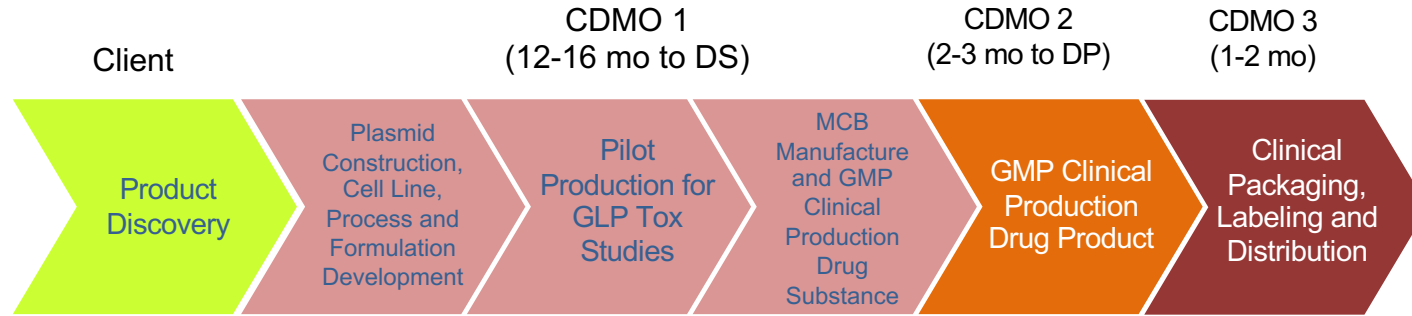 Client
CDMO 1
(12-16 mo to DS)
CDMO 2
(2-3 mo to DP)
CDMO 3
(1-2 mo)
Product
Discovery
Plasmid
Construction,
Cell Line,
Process and
Formulation
Development
Pilot
Production for
GLP Tox
Studies
MCB
Manufacture
and GMP
Clinical
Production
Drug
Substance
GMP Clinical
Production
Drug Product
Clinical
Packaging,
Labeling and
Distribution